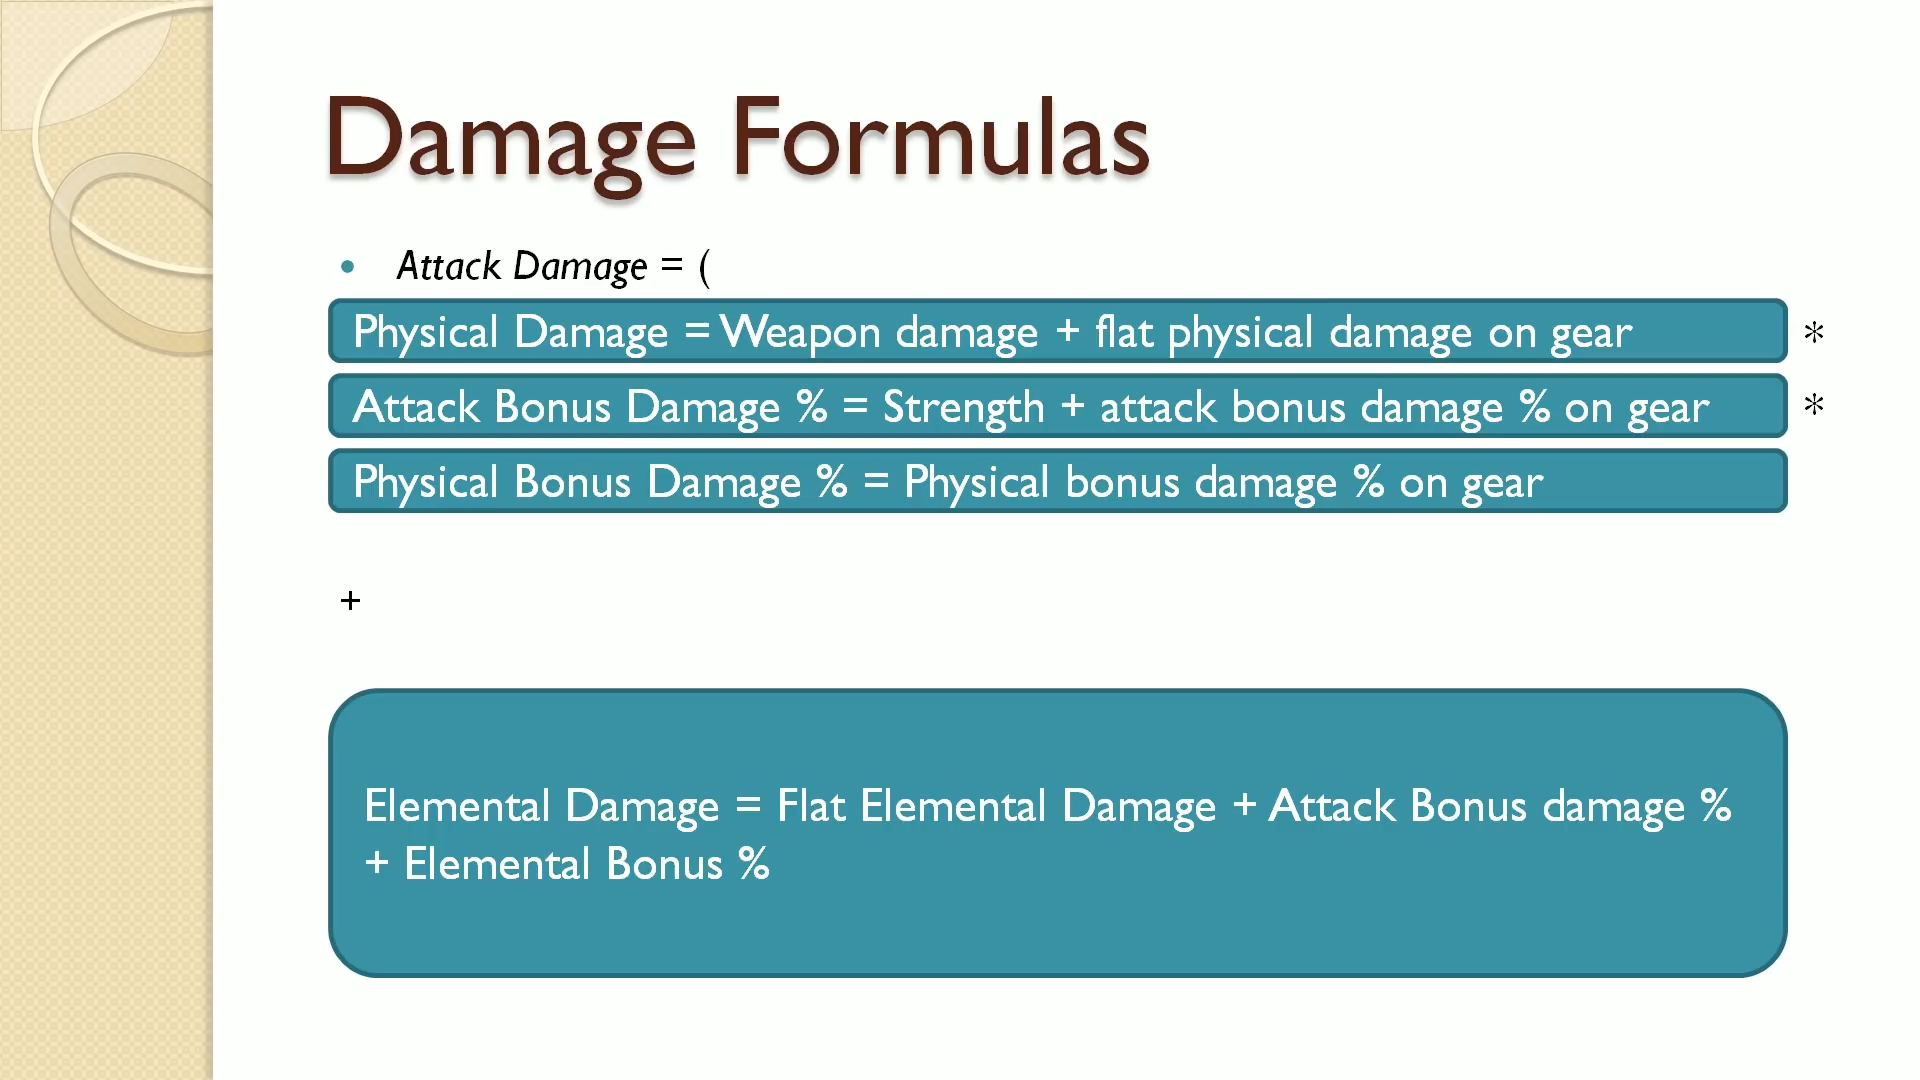 Damage Formulas
• Attack Damage = (
Physical Damage = Weapon damage + flat physical damage on gear *
Attack Bonus Damage % = Strength + attack bonus damage % on gear *
Physical Bonus Damage % = Physical bonus damage % on gear
+
Elemental Damage = Flat Elemental Damage + Attack Bonus damage %
+ Elemental Bonus %